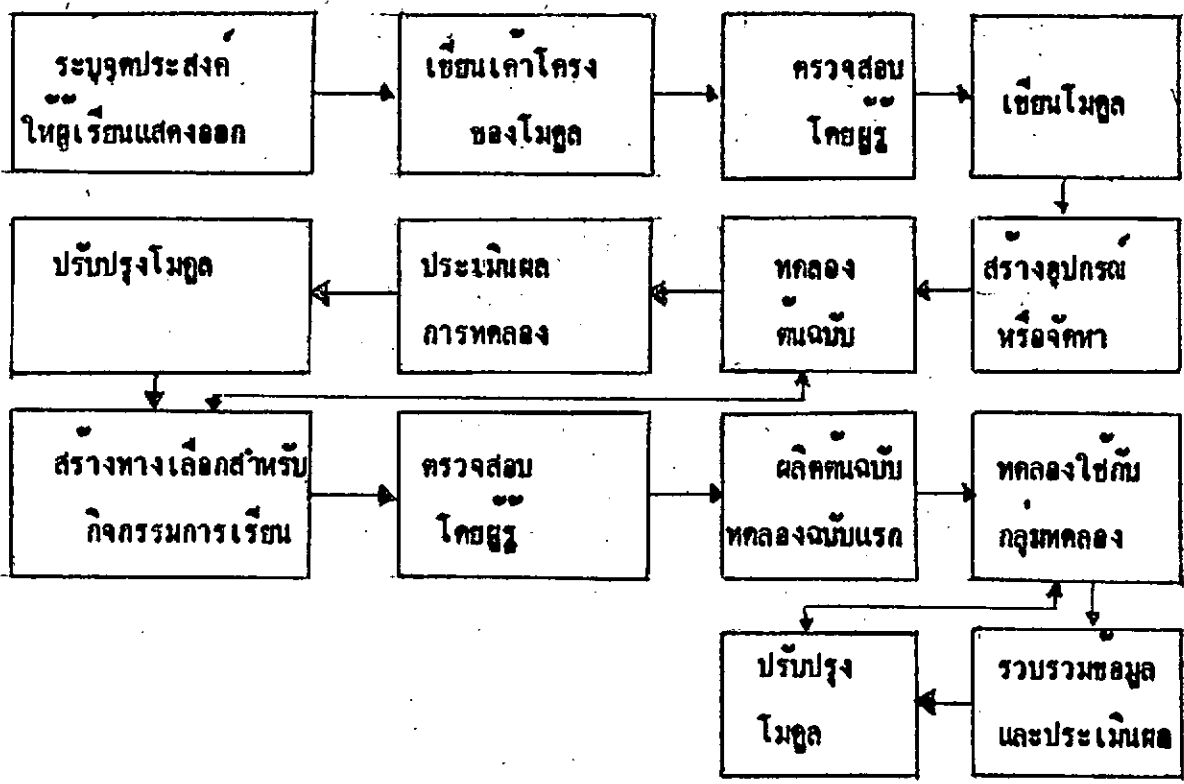 ระบุจุดประสงค์
ให้ผู้เรียนแสดงออก
เขียนเค้าโครง
ของโมดูล
ตรวจสอบ
โดยผู้รู้
เขียนโมดูล
สร้างอุปกรณ์
หรือจัดหา
ทดลอง
ต้นฉบับ
ประเมินผล
การทดลอง
ปรับปรุงโมดูล
สร้างทางเลือกสำหรับ
กิจกรรมการเรียน
ตรวจสอบ
โดยผู้รู้
ผลิตต้นฉบับ
ทดลองฉบับแรก
ทดลองใช้กับ
กลุ่มทดลอง
รวบรวมข้อมูล
และประเมินผล
ปรับปรุง
โมดูล